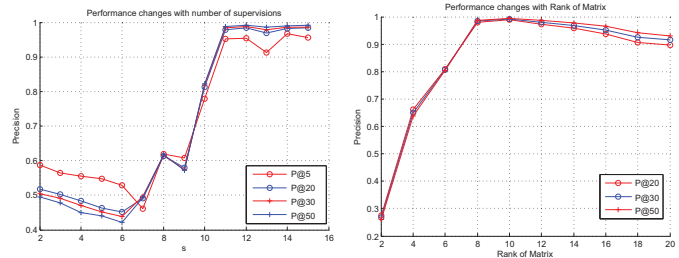 Performance changes with number of supervisions
1
0.9
0.8
0.7
0.6
0.5
0.4
Precision
2 4 6 8 10 12 14 16
s
P@5
P@20
P@30
P@50
Performance changes with Rank of Matrix
1
0.9
0.8
0.7
0.6
0.5
0.4
0.3
0.2
Precision
2 4 6 8 10 12 14 16 18 20
Rank of Matrix
P@20
P@30
P@50